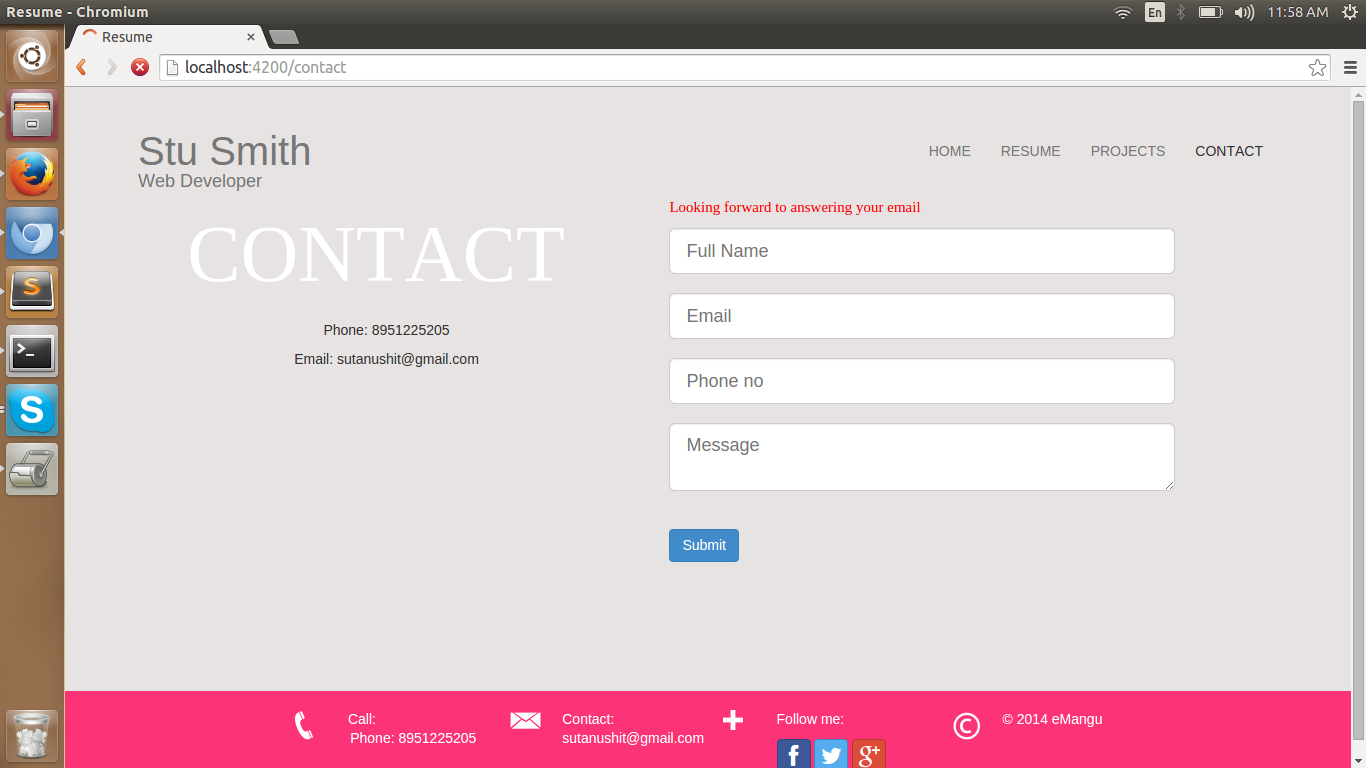 Resume - Chromium
En
11:58 AM
Resume
localhost:4200/contact
Stu Smith
Web Developer
HOME RESUME PROJECTS CONTACT
Looking forward to answering your email
CONTACT
Phone: 8951225205
Email: sutanushit@gmail.com
Full Name
Email
Phone no
Message
Submit
Call:
Phone: 8951225205
Contact:
sutanushit@gmail.com
Follow me:
f
g+
© 2014 eMangu